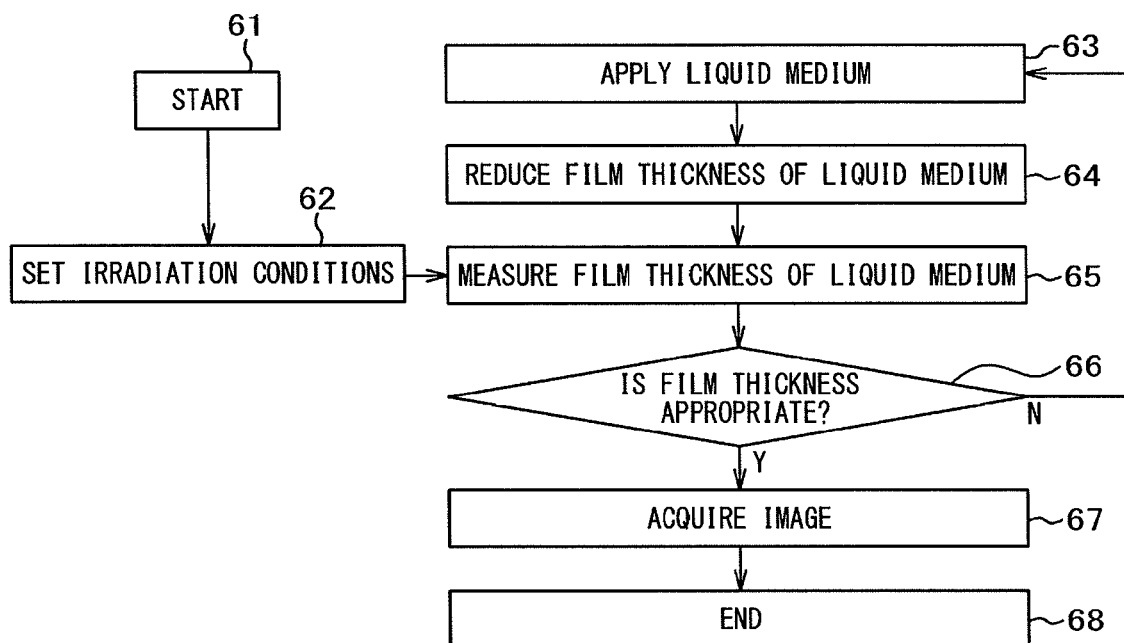 61
START
62
SET IRRADIATION CONDITIONS
63
APPLY LIQUID MEDIUM
REDUCE FILM THICKNESS OF LIQUID MEDIUM
64
MEASURE FILM THICKNESS OF LIQUID MEDIUM
65
66
IS FILM THICKNESS
APPROPRIATE?
N
Y
ACQUIRE IMAGE
67
END
68